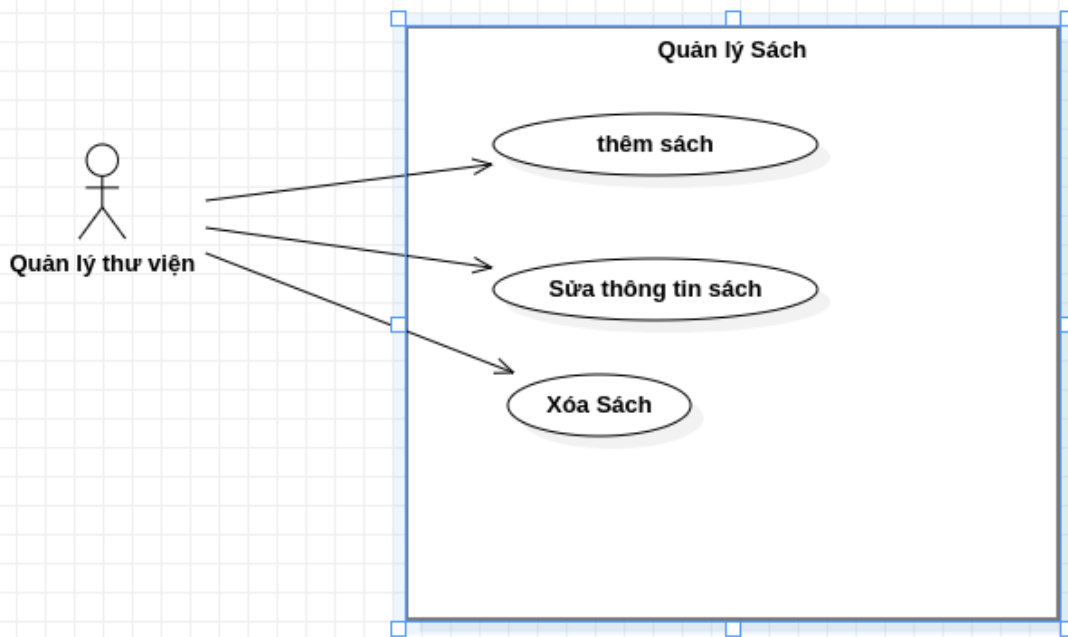 Quản lý Sách
thêm sách
Quản lý thư viện
Sửa thông tin sách
Xóa Sách